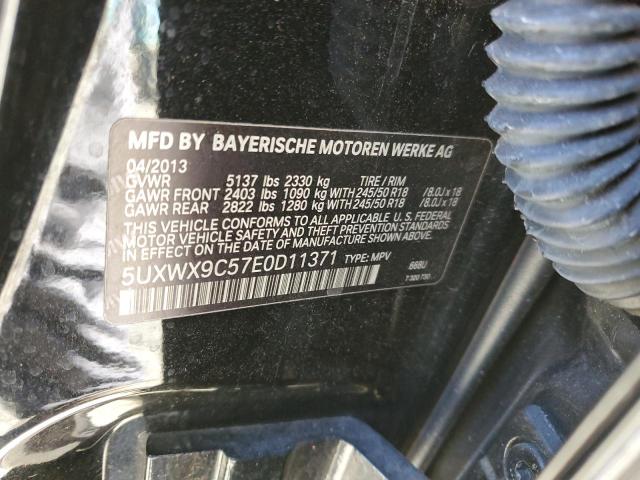 MFD BY BAYERISCHE MOTOREN WERKE AG
04/2013
GVWR 5137 lbs 2330 kg TIRE / RIM
GAWR FRONT 2403 lbs 1090 kg WITH 245/50 R18 /8.0J x 18
GAWR REAR 2822 lbs 1280 kg WITH 245/50 R18 /8.0J x 18
THIS VEHICLE CONFORMS TO ALL APPLICABLE U.S. FEDERAL
MOTOR VEHICLE SAFETY AND THEFT PREVENTION STANDARDS
IN EFFECT ON THE DATE OF MANUFACTURE SHOWN ABOVE.
5UXWX9C57E0D11371 TYPE: MPV 668U